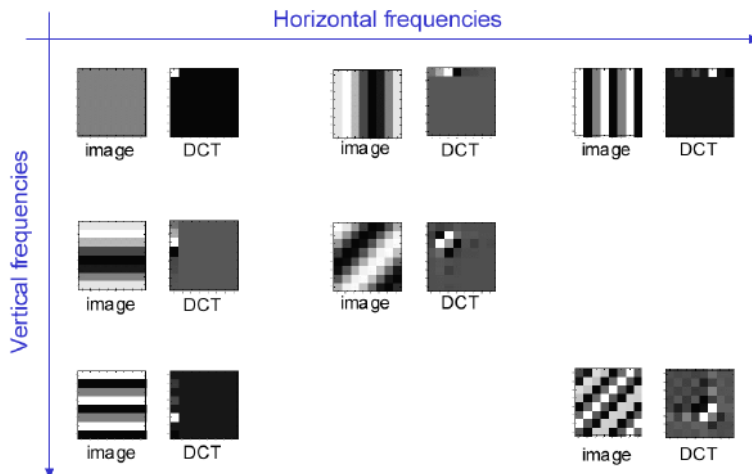 Horizontal frequencies
Vertical frequencies
image DCT image DCT image DCT
image DCT image DCT
image DCT image DCT